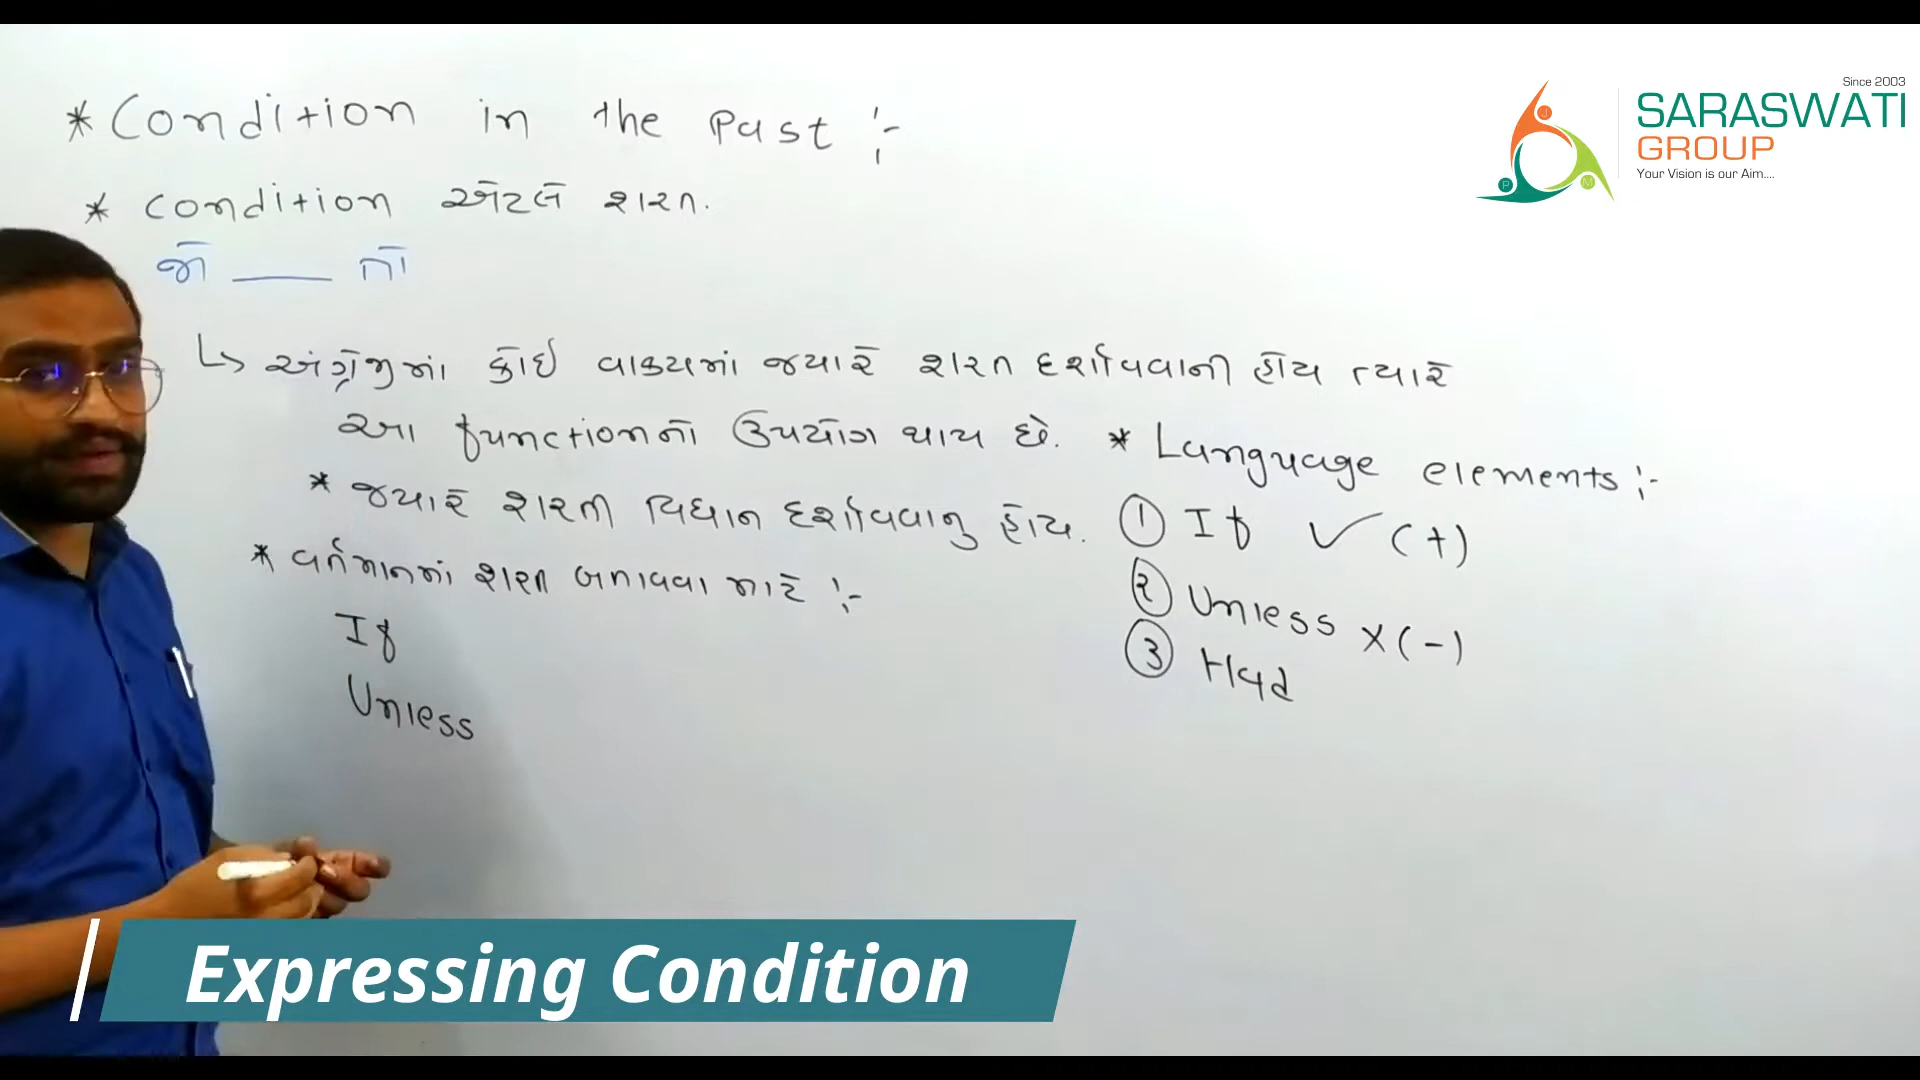 * Condition in the Past :-
* condition એટલે શરત.
જો ____ તો
↳ અંગ્રેજીમાં કોઈ વાક્યમાં જ્યારે શરત દર્શાવવાની હોય ત્યારે
આ functionનો ઉપયોગ થાય છે.
* જ્યારે શરતી વિધાન દર્શાવવાનુ હોય.
* વર્તમાનમાં શરત બનાવવા માટે :-
If
Unless
* Language elements :-
① If ✓ (+)
② Unless × (-)
③ Had
Since 2003
SARASWATI
GROUP
Your Vision is our Aim....
J
P
M
Expressing Condition